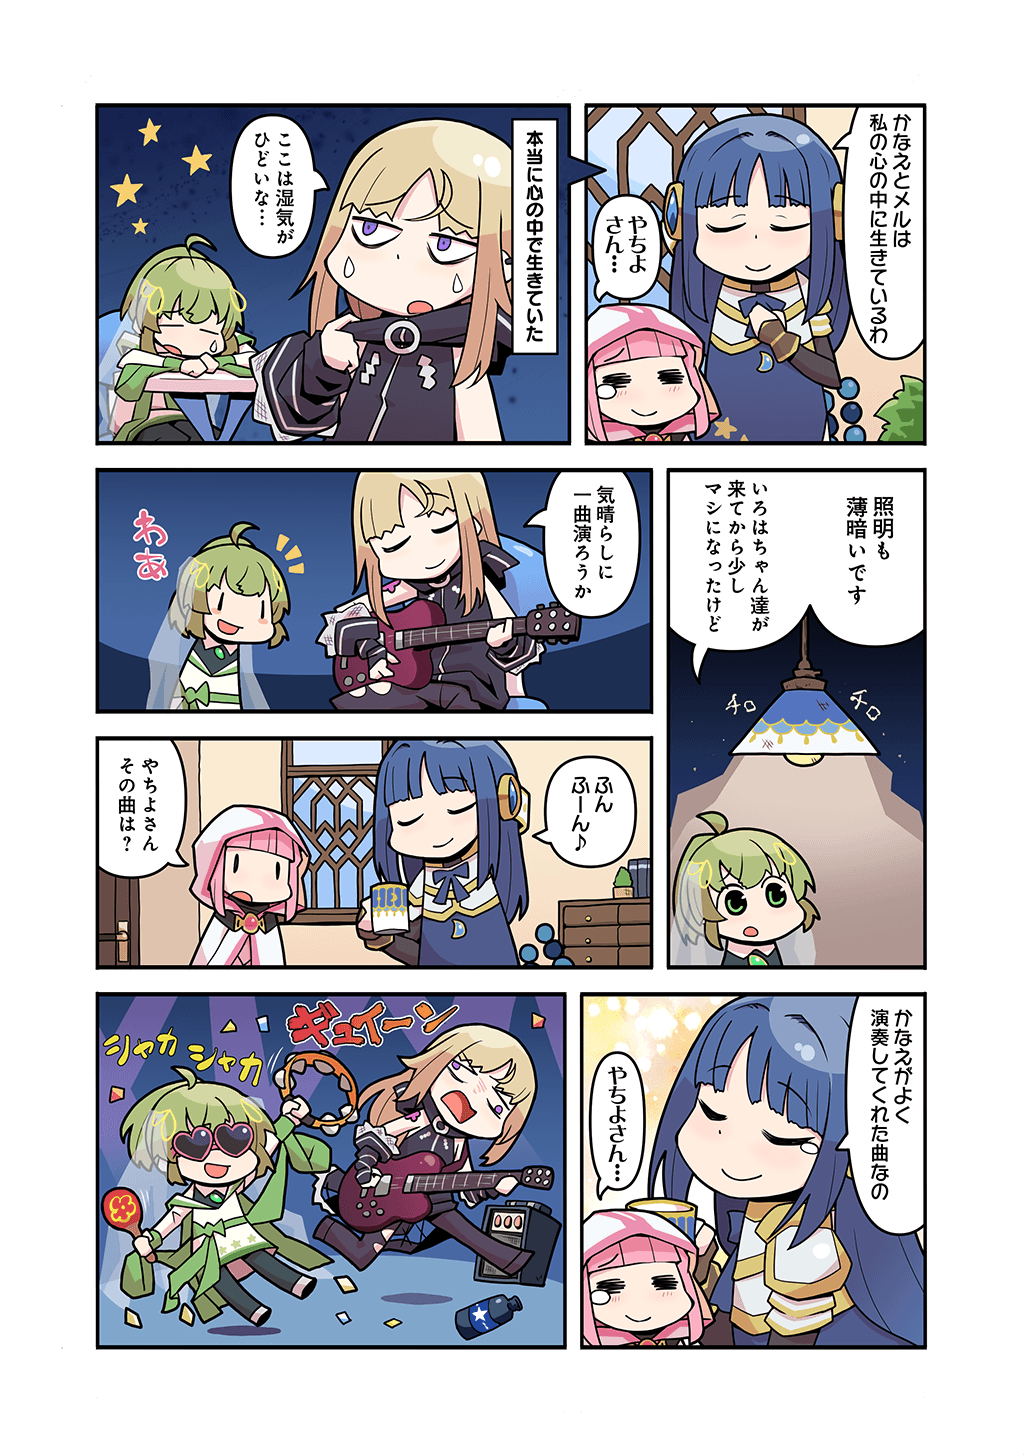 かなえとメルは
私の心の中に生きているわ
やちよ
さん…
本当に心の中で生きていた
ここは湿気が
ひどいな…
照明も
薄暗いです
いろはちゃん達が
来てから少し
マシになったけど
チロ
チロ
気晴らしに
一曲演ろうか
わぁ
ふん
ふーん♪
やちよさん
その曲は?
かなえがよく
演奏してくれた曲なの
やちよさん…
ギュイーン
シャカ
シャカ